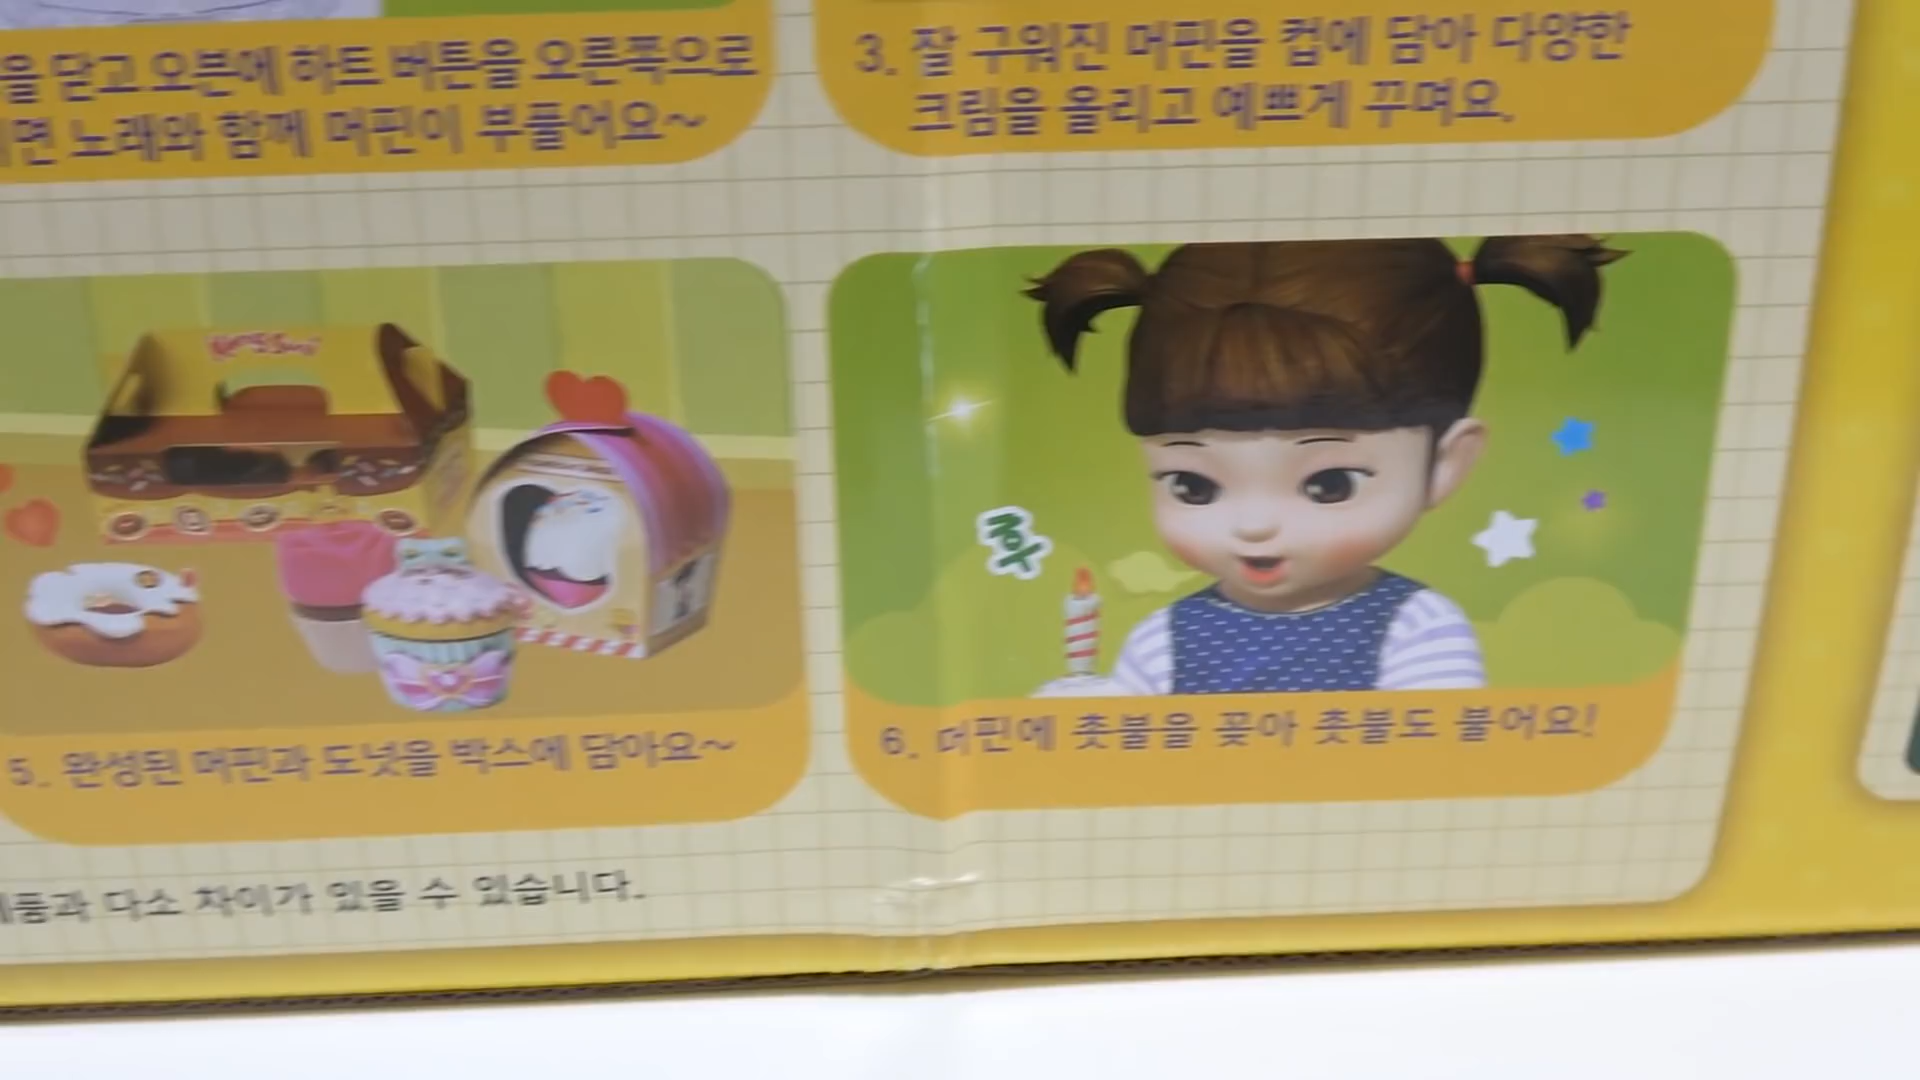 을 닫고 오븐에 하트 버튼을 오른쪽으로
면 노래와 함께 머핀이 부풀어요~
3. 잘 구워진 머핀을 컵에 담아 다양한
크림을 올리고 예쁘게 꾸며요.
후
5. 완성된 머핀과 도넛을 박스에 담아요~
6. 머핀에 촛불을 꽂아 촛불도 불어요!
제품과 다소 차이가 있을 수 있습니다.